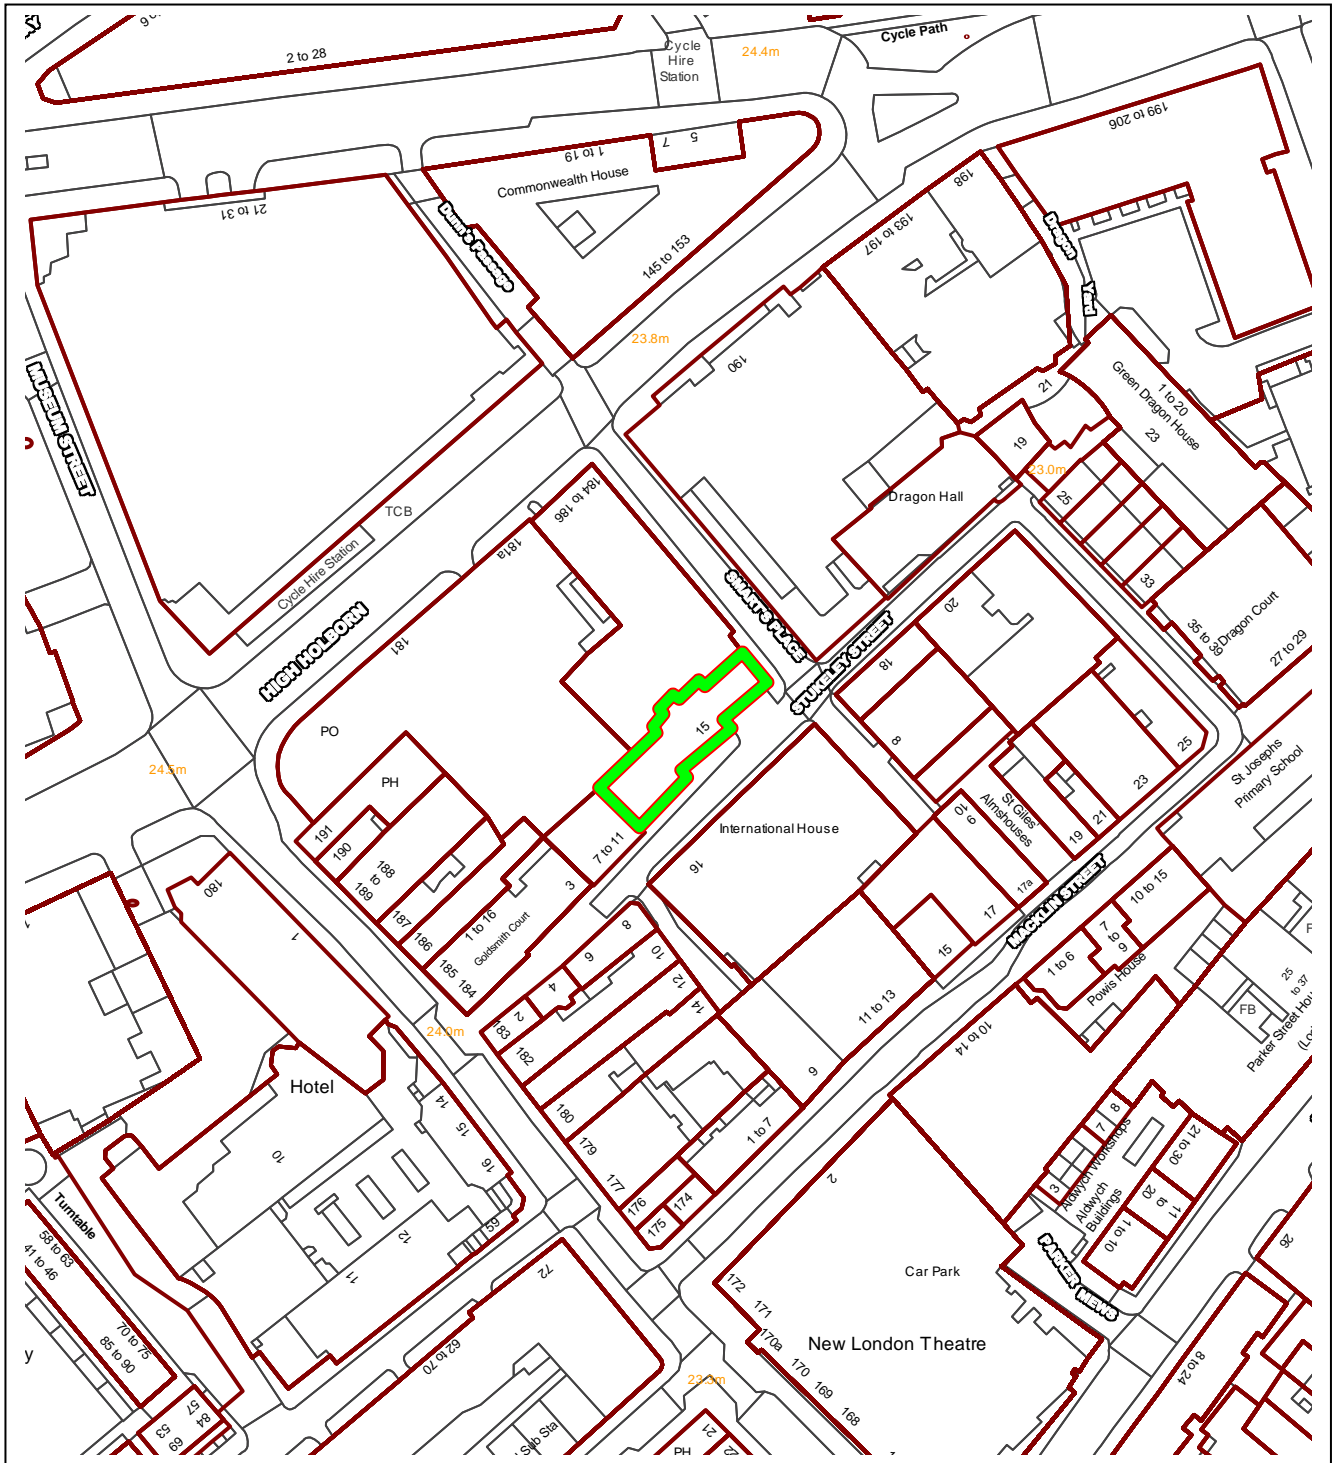 2 to 28
Cycle
Hire
Station
24.4m
Cycle Path
199 to 206
1 to 19
7
5
Commonwealth House
21 to 31
Dunn's Passage
145 to 153
193 to 197
198
Dragon
Yard
23.8m
190
MUSEUM STREET
21
1 to 20
Green Dragon House
23
19
23.0m
25
Dragon Hall
184 to 186
TCB
181a
Cycle Hire Station
33
SMART'S PLACE
STUKELEY STREET
20
35 to 39
Dragon Court
27 to 29
HIGH HOLBORN
181
18
15
PO
8
25
24.5m
PH
St Josephs
Primary School
23
21
19
St Giles'
Almshouses
10
9
International House
191
190
188
to
189
7 to 11
3
16
17a
17
MACKLIN STREET
10 to 15
7
to
9
180
1
187
186
185
184
1 to 16
Goldsmith Court
8
6
4
2
10
12
14
15
1 to 6
Powis House
25
to 37
FB
Parker Street Hou
(Lo
11 to 13
10 to 14
24.0m
183
182
180
179
177
176
175
174
1 to 7
9
2
Hotel
10
14
15
16
59
12
11
8
7
3
Aldwych Workshops
Aldwych
Buildings
21 to 30
20
to
11
1 to 10
Turntable
58 to 63
41 to 46
70 to 75
85 to 90
72
62 to 70
PARKER MEWS
26
Car Park
172
171
170a
170
169
168
New London Theatre
8 to 24
23.3m
y
57
84
53
69
Sub Sta
21
PH